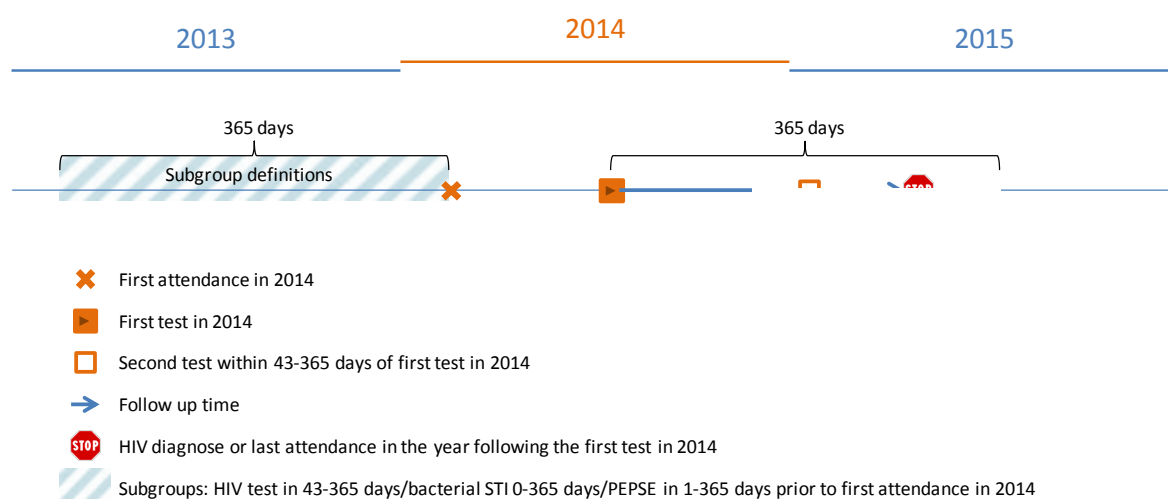 2013
2014
2015
365 days
365 days
Subgroup definitions
STOP
First attendance in 2014
First test in 2014
Second test within 43-365 days of first test in 2014
Follow up time
STOP
HIV diagnose or last attendance in the year following the first test in 2014
Subgroups: HIV test in 43-365 days/bacterial STI 0-365 days/PEPSE in 1-365 days prior to first attendance in 2014